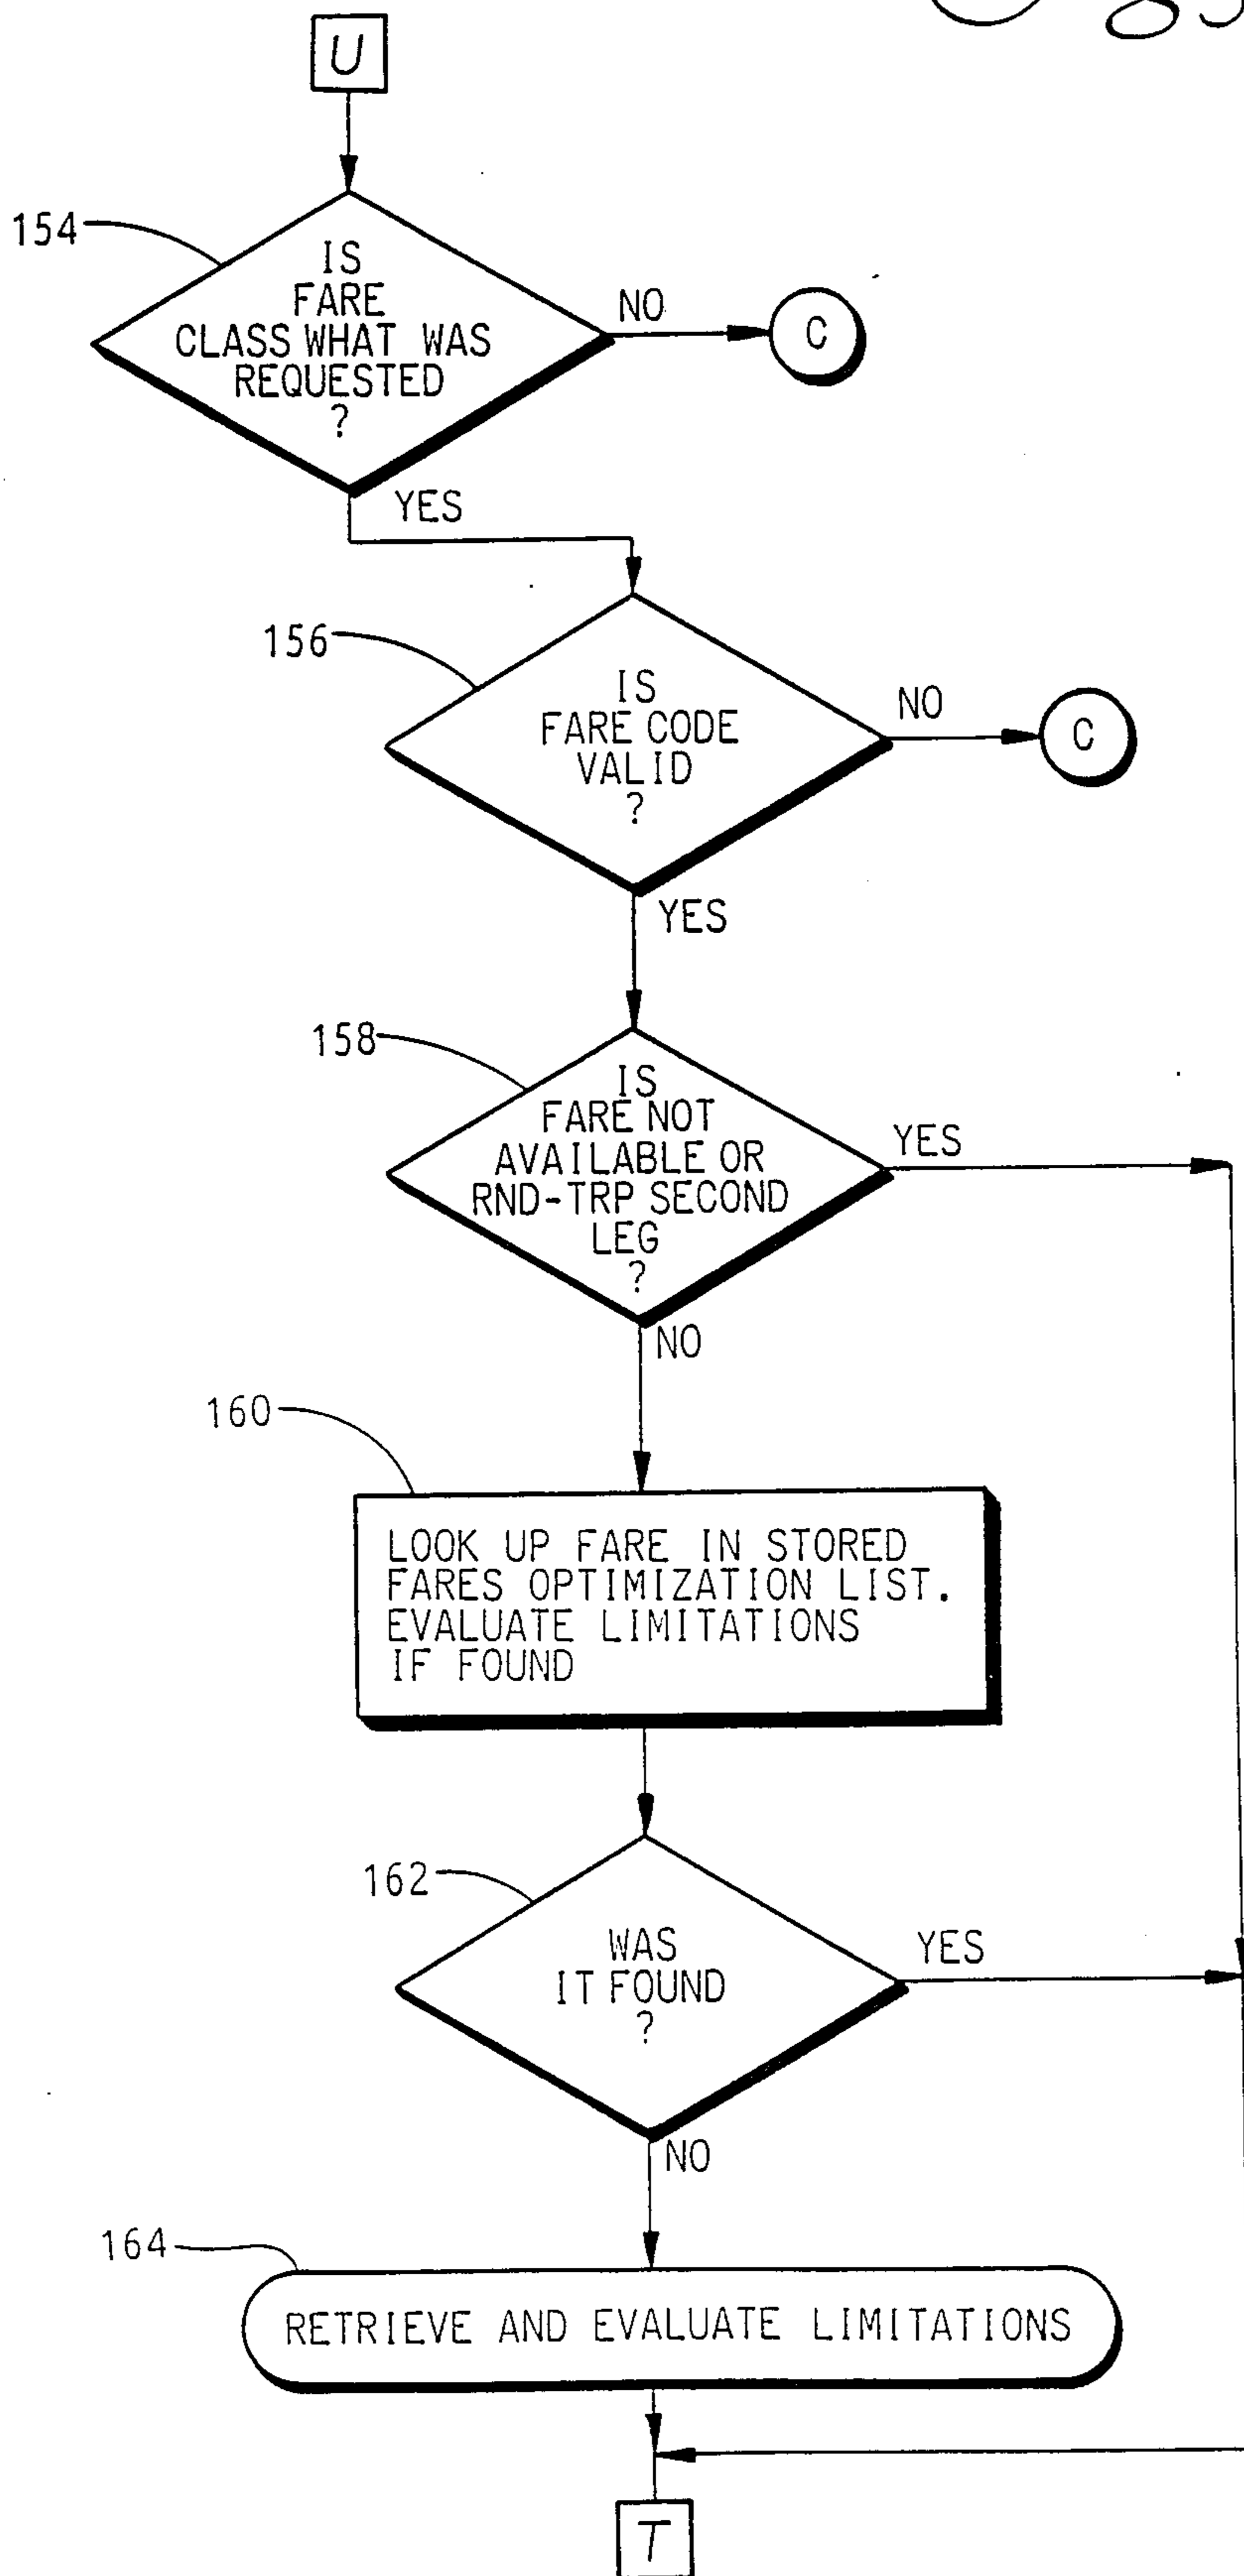 U
154
IS
FARE
CLASS WHAT WAS
REQUESTED
?
NO
C
YES
156
IS
FARE CODE
VALID
?
NO
C
YES
158
IS
FARE NOT
AVAILABLE OR
RND-TRP SECOND
LEG
?
YES
NO
160
LOOK UP FARE IN STORED
FARES OPTIMIZATION LIST.
EVALUATE LIMITATIONS
IF FOUND
162
WAS
IT FOUND
?
YES
NO
164
RETRIEVE AND EVALUATE LIMITATIONS
T